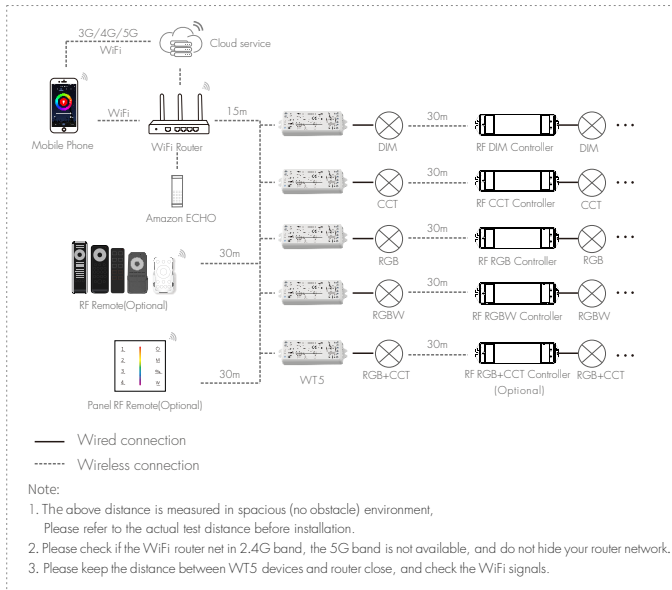 3G/4G/5G
WiFi
Cloud service
WiFi
15m
Mobile Phone
WiFi Router
Amazon ECHO
30m
RF Remote(Optional)
30m
Panel RF Remote(Optional)
DIM
30m
RF DIM Controller
DIM
CCT
30m
RF CCT Controller
CCT
RGB
30m
RF RGB Controller
RGB
RGBW
30m
RF RGBW Controller
RGBW
WT5
RGB+CCT
30m
RF RGB+CCT Controller
(Optional)
RGB+CCT
Wired connection
Wireless connection
Note:
1. The above distance is measured in spacious (no obstacle) environment,
Please refer to the actual test distance before installation.
2. Please check if the WiFi router net in 2.4G band, the 5G band is not available, and do not hide your router network.
3. Please keep the distance between WT5 devices and router close, and check the WiFi signals.